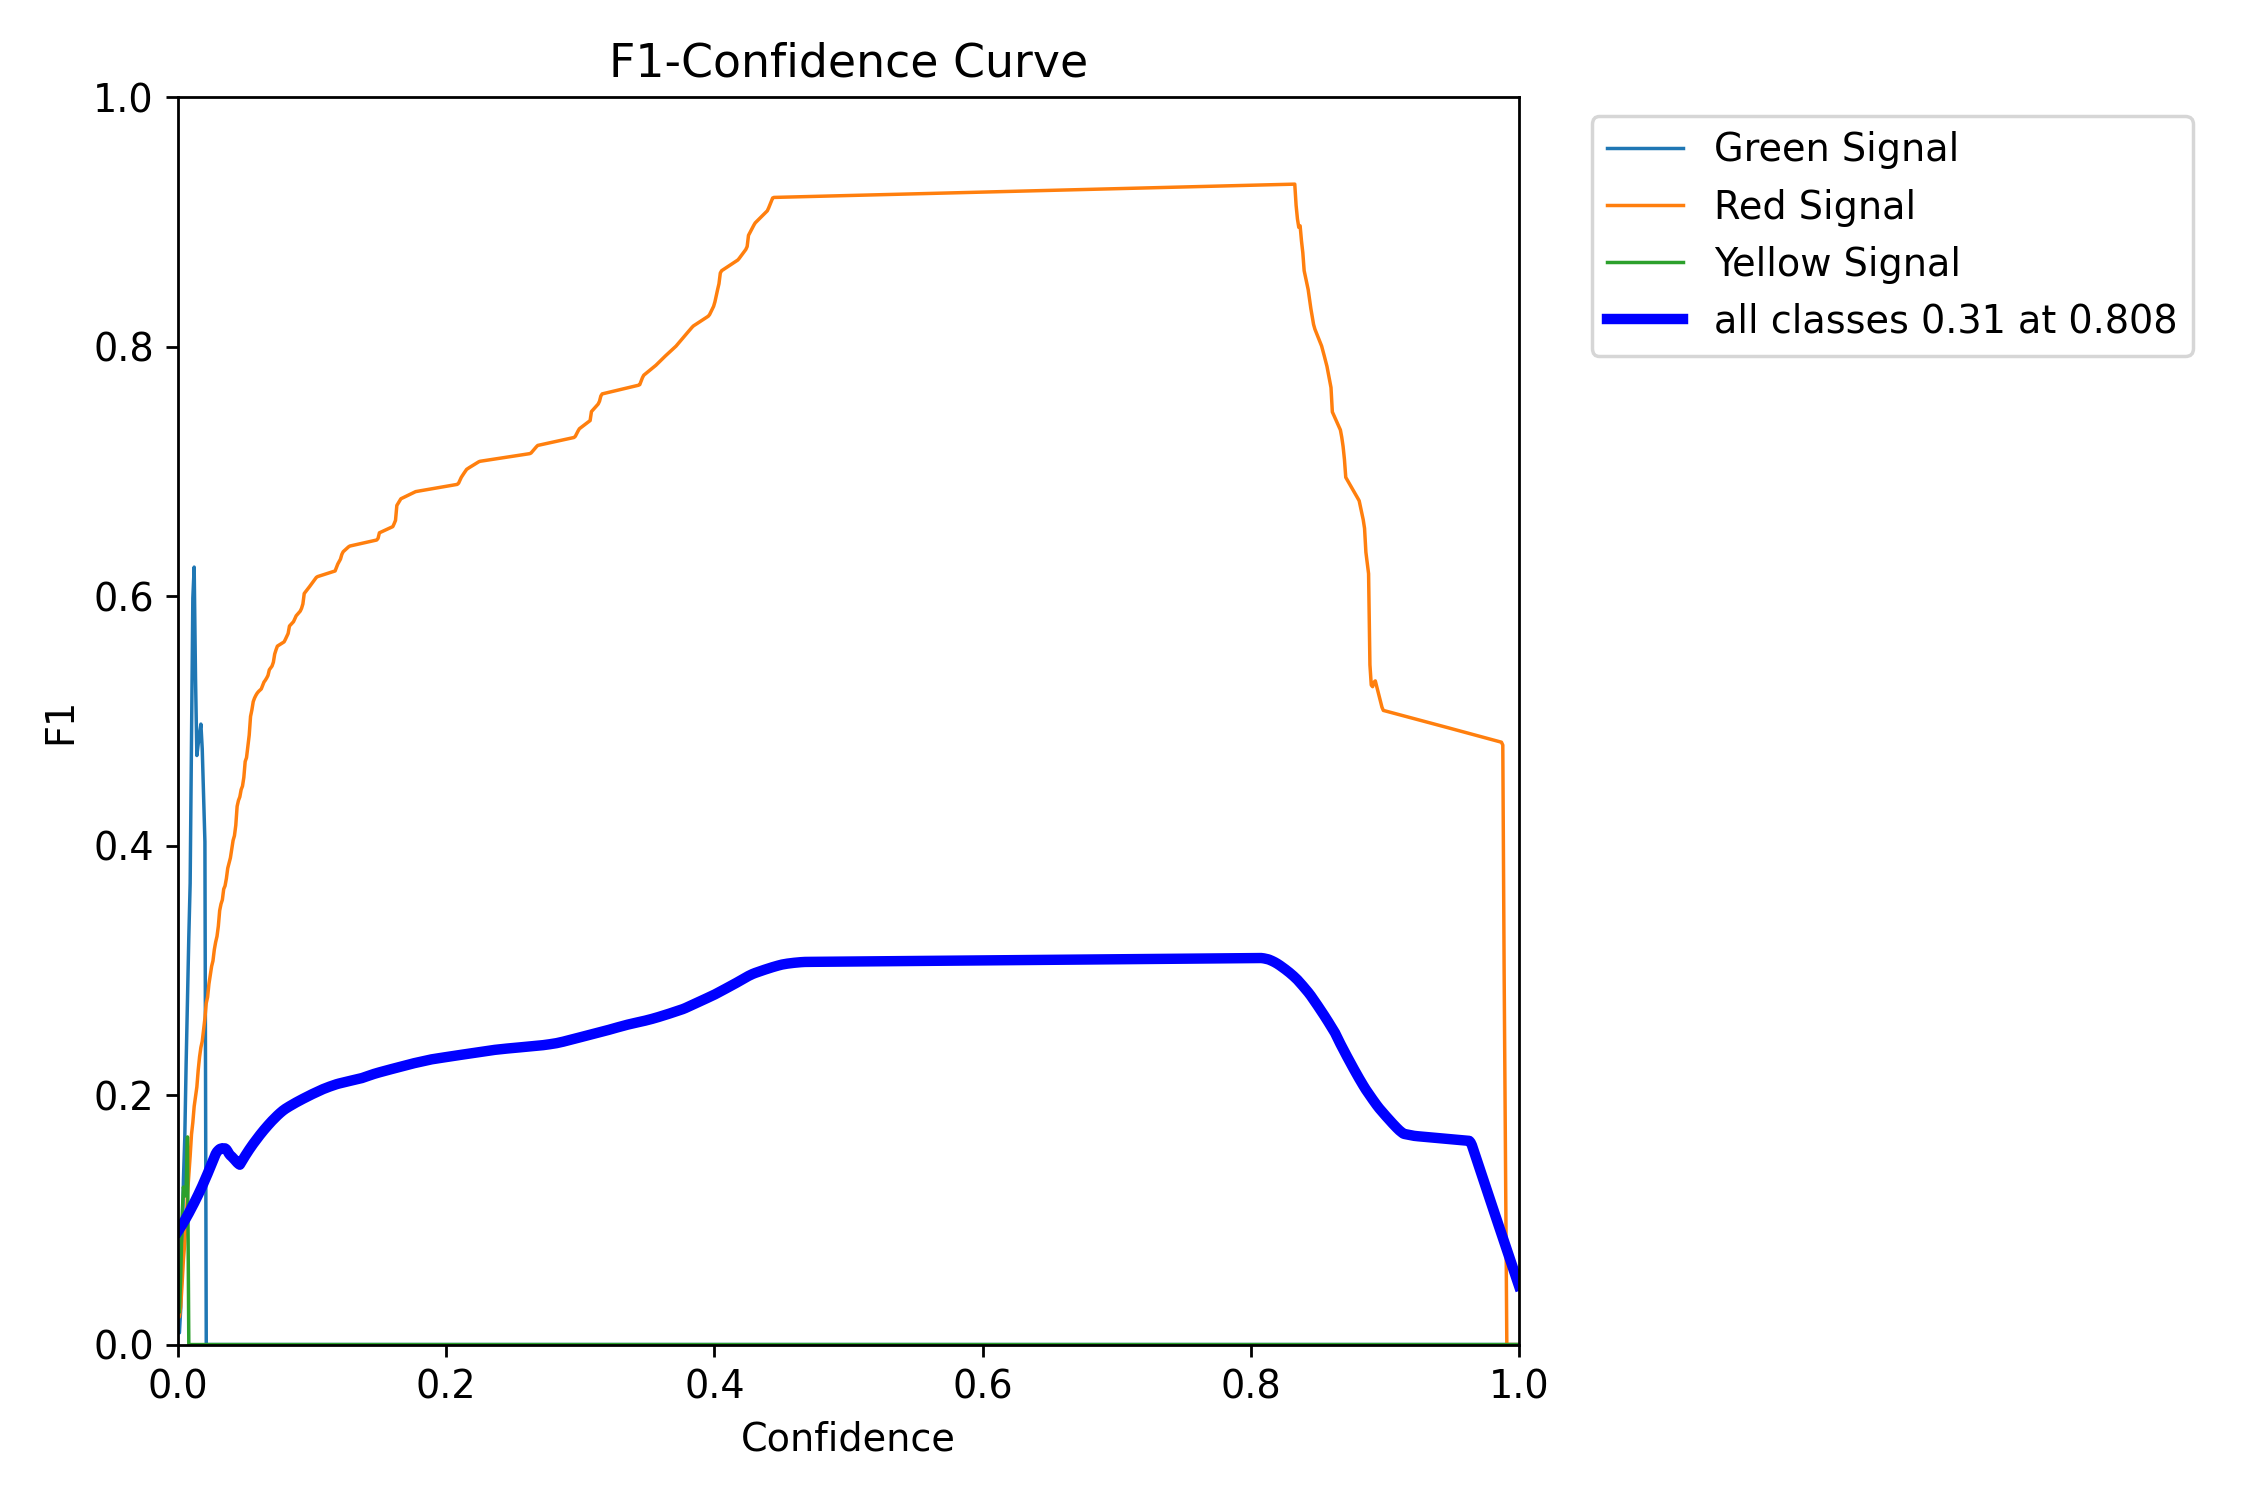 F1-Confidence Curve
1.0
0.8
0.6
0.4
0.2
0.0
F1
0.0 0.2 0.4 0.6 0.8 1.0
Confidence
Green Signal
Red Signal
Yellow Signal
all classes 0.31 at 0.808